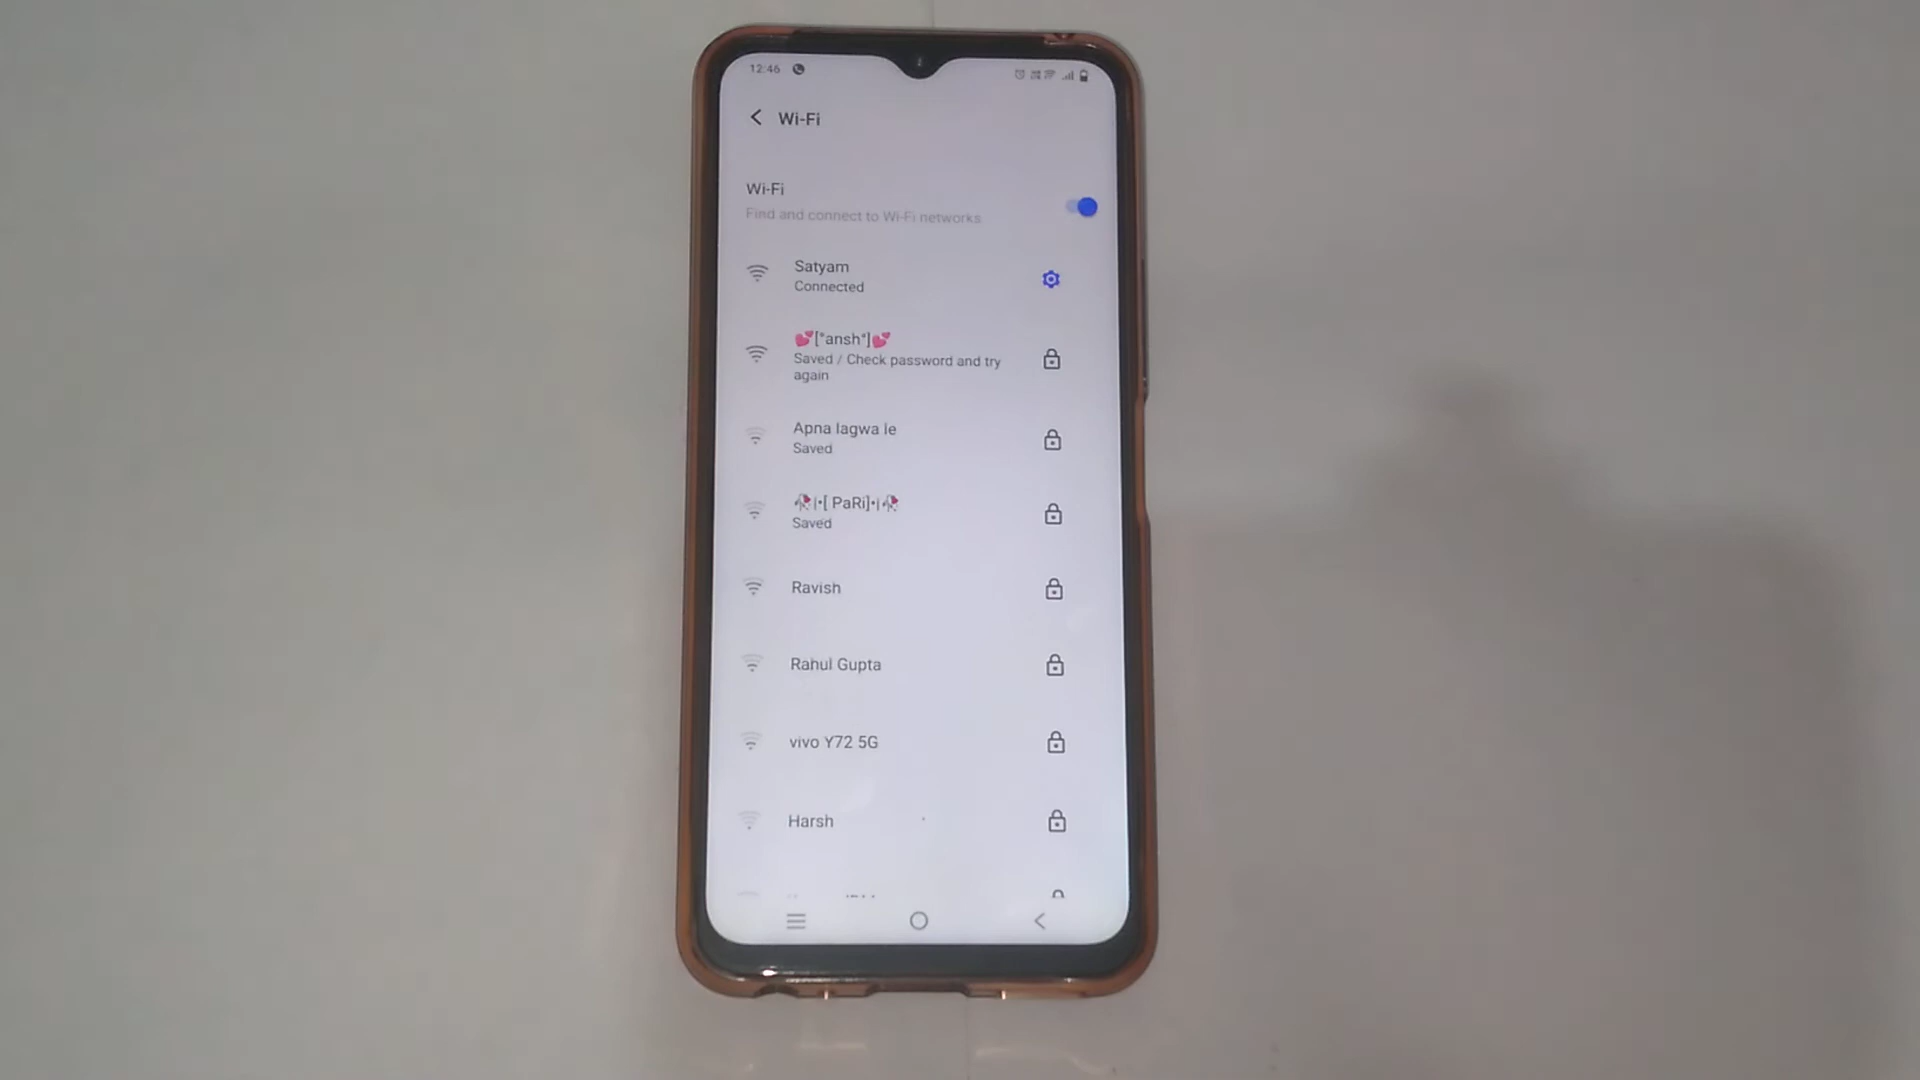 12:46
Wi-Fi
Wi-Fi
Find and connect to Wi-Fi networks
Satyam
Connected
💕[*ansh*]💕
Saved / Check password and try
again
Apna lagwa le
Saved
🥀|•[ PaRi]•|🥀
Saved
Ravish
Rahul Gupta
vivo Y72 5G
Harsh